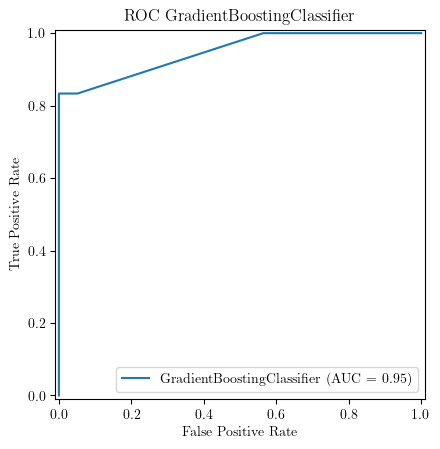 ROC GradientBoostingClassifier
1.0
0.8
0.6
0.4
0.2
0.0
True Positive Rate
GradientBoostingClassifier (AUC = 0.95)
0.0 0.2 0.4 0.6 0.8 1.0
False Positive Rate